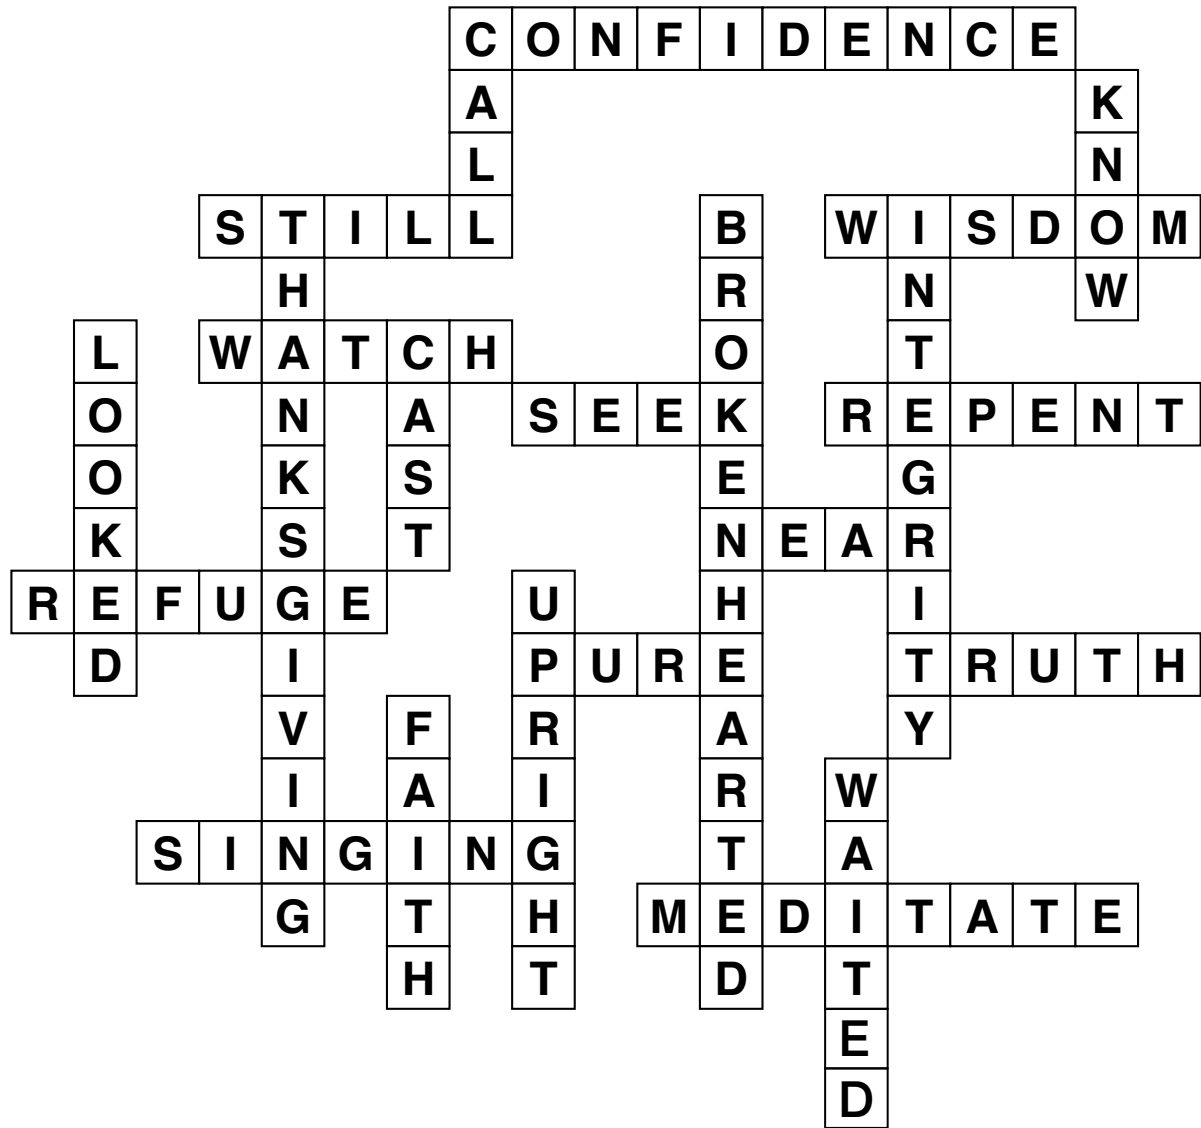 CONFIDENCE
CALL
KNOW
STILL
THANKSGIVING
BROKENHEARTED
WISDOM
INTEGRITY
LOOKED
WATCH
CAST
SEEK
REPENT
NEAR
REFUGE
UPRIGHT
PURE
TRUTH
FAITH
WAITED
SINGING
MEDITATE